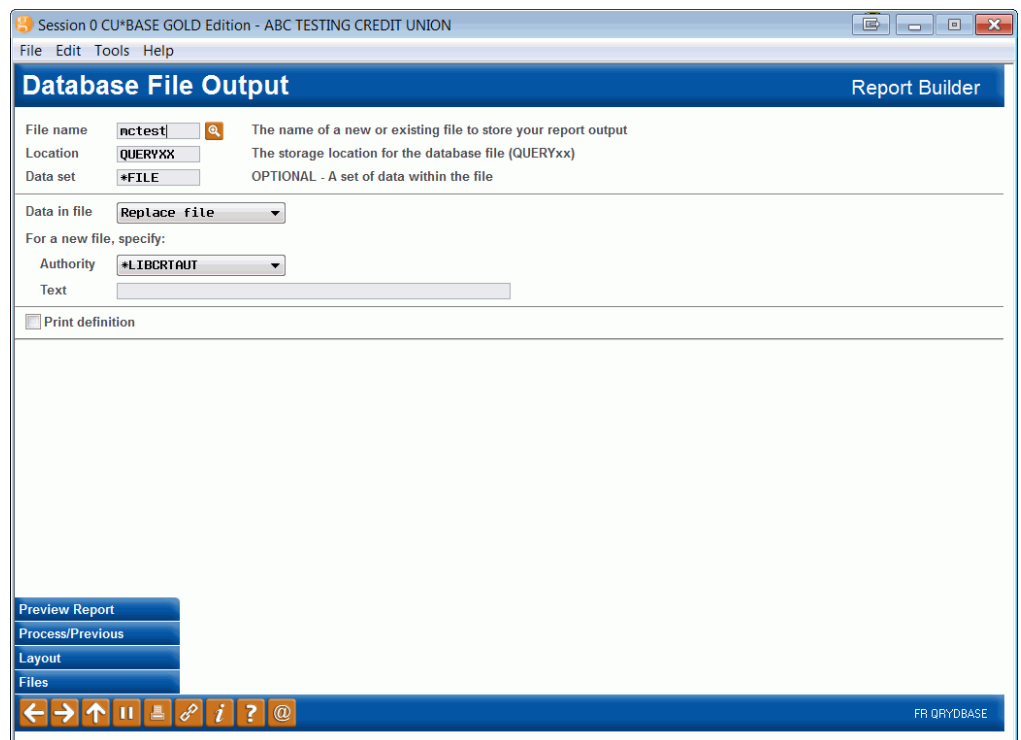 Session 0 CU*BASE GOLD Edition - ABC TESTING CREDIT UNION
File Edit Tools Help
Database File Output Report Builder
File name mctest The name of a new or existing file to store your report output
Location QUERYXX The storage location for the database file (QUERYxx)
Data set *FILE OPTIONAL - A set of data within the file
Data in file Replace file
For a new file, specify:
Authority *LIBCRTAUT
Text
Print definition
Preview Report
Process/Previous
Layout
Files
i ? @ FR QRYDBASE